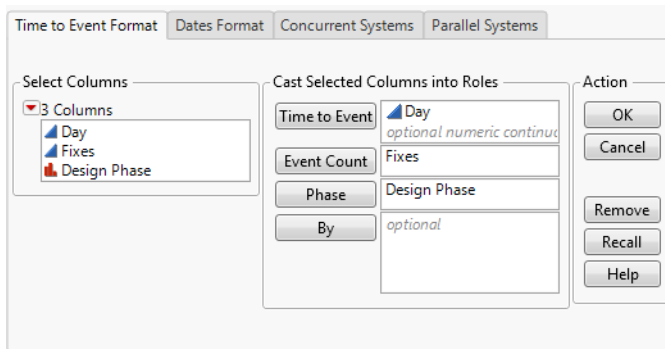 Time to Event Format Dates Format Concurrent Systems Parallel Systems
Select Columns
3 Columns
Day
Fixes
Design Phase
Cast Selected Columns into Roles
Time to Event Day
optional numeric continuc
Event Count Fixes
Phase Design Phase
By optional
Action
OK
Cancel
Remove
Recall
Help